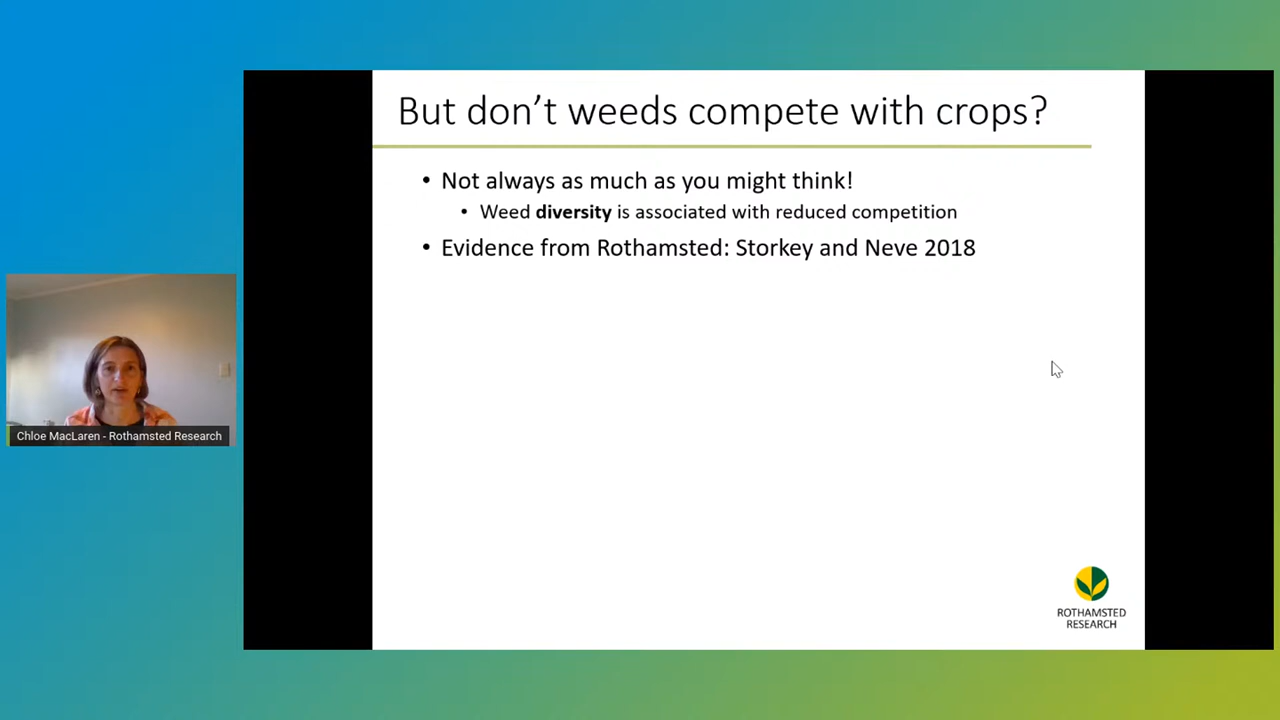 But don’t weeds compete with crops?
• Not always as much as you might think!
• Weed diversity is associated with reduced competition
• Evidence from Rothamsted: Storkey and Neve 2018
Chloe MacLaren - Rothamsted Research
ROTHAMSTED
RESEARCH